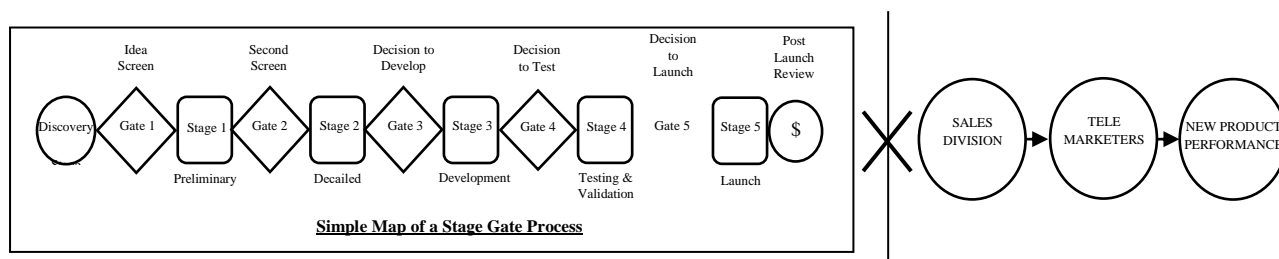 Idea
Screen
Second
Screen
Decision to
Develop
Decision
to Test
Decision
to
Launch
Post
Launch
Review
Discovery
Gate 1
Stage 1
Gate 2
Stage 2
Gate 3
Stage 3
Gate 4
Stage 4
Gate 5
Stage 5
$
Preliminary
Decailed
Development
Testing &
Validation
Launch
Simple Map of a Stage Gate Process
SALES
DIVISION
TELE
MARKETERS
NEW PRODUCT
PERFORMANCE